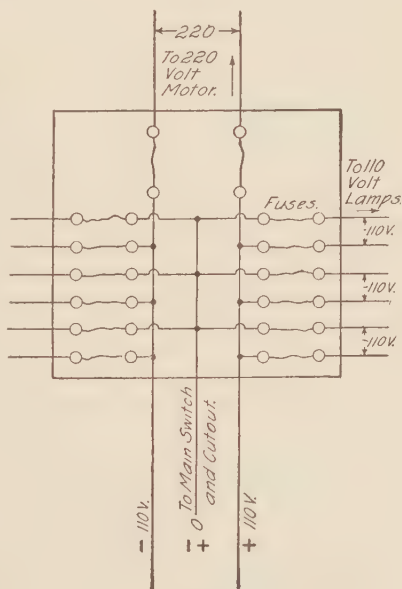 220
To 220
Volt
Motor.
To 110
Volt
Lamps.
Fuses.
-110V.
-110V.
-110V.
To Main Switch
and Cutout.
- 110V.
- 0 +
+ 110V.